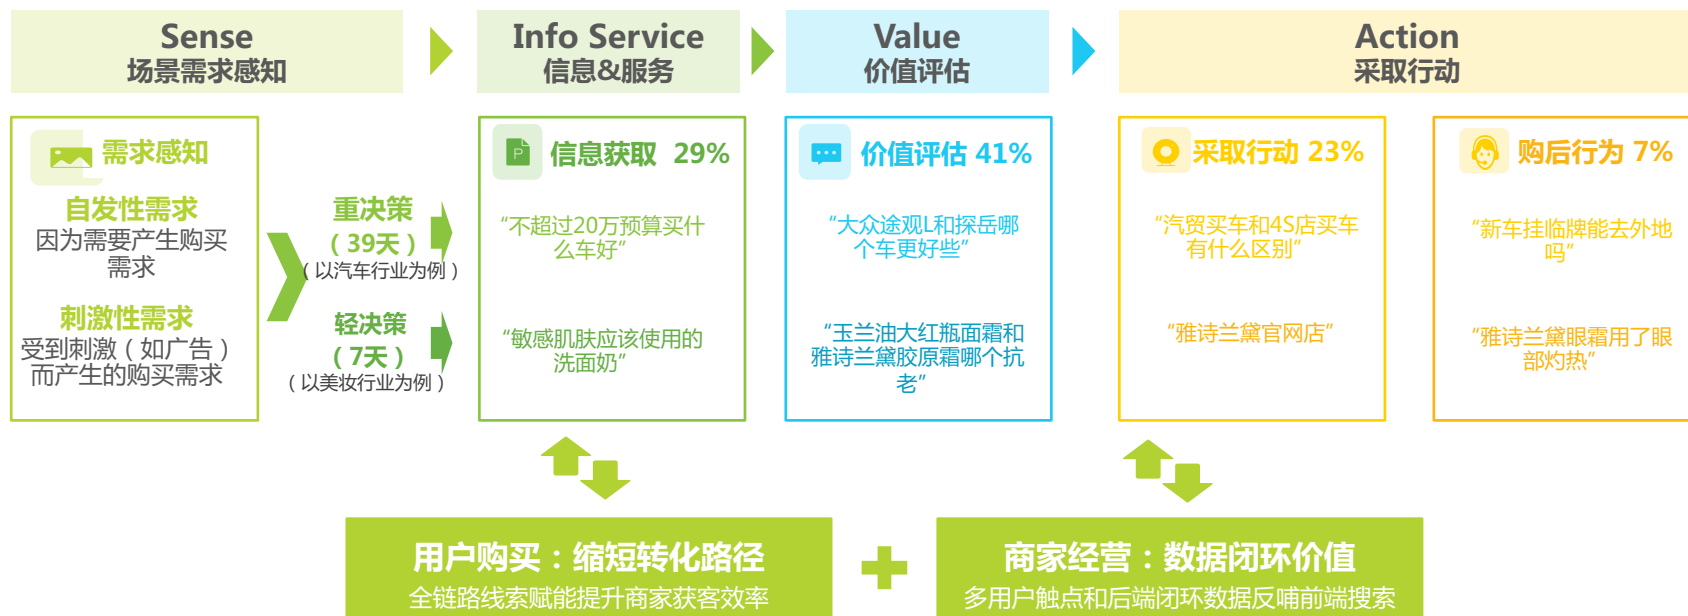 Sense
场景需求感知
Info Service
信息&服务
Value
价值评估
Action
采取行动
需求感知
自发性需求
因为需要产生购买
需求
刺激性需求
受到刺激（如广告）
而产生的购买需求
重决策
（39天）
（以汽车行业为例）
轻决策
（7天）
（以美妆行业为例）
P
信息获取 29%
“不超过20万预算买什
么车好”
“敏感肌肤应该使用的
洗面奶”
价值评估 41%
“大众途观L和探岳哪
个车更好些”
“玉兰油大红瓶面霜和
雅诗兰黛胶原霜哪个抗
老”
采取行动 23%
“汽贸买车和4S店买车
有什么区别”
“雅诗兰黛官网店”
购后行为 7%
“新车挂临牌能去外地
吗”
“雅诗兰黛眼霜用了眼
部灼热”
用户购买：缩短转化路径
全链路线索赋能提升商家获客效率
商家经营：数据闭环价值
多用户触点和后端闭环数据反哺前端搜索